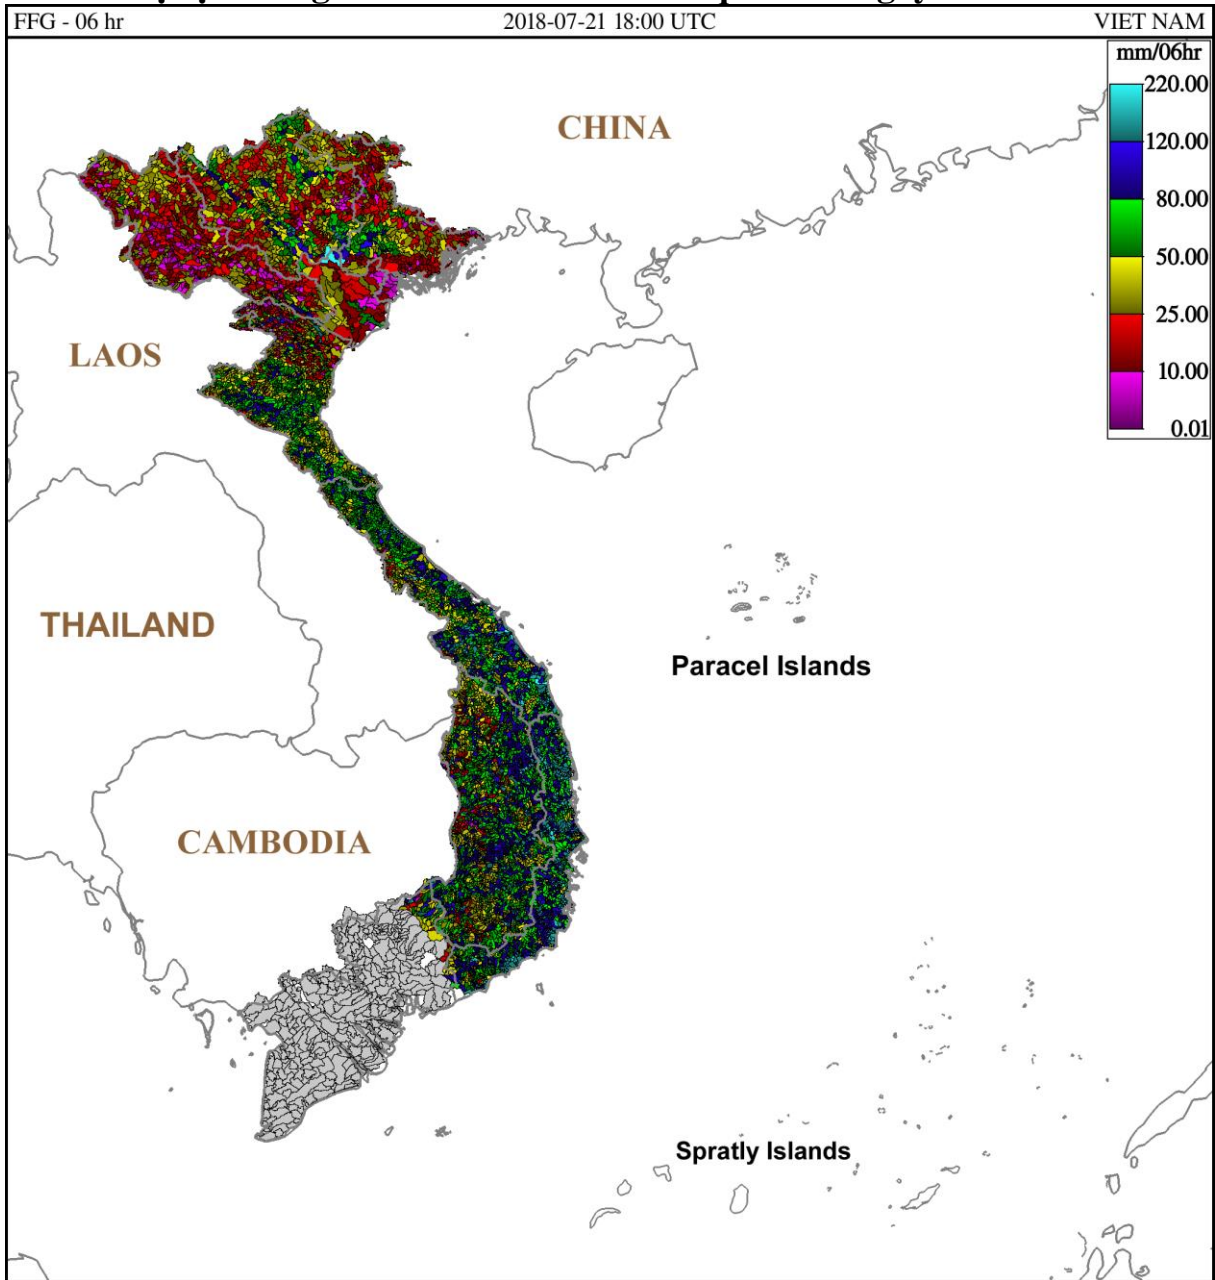 FFG - 06 hr 2018-07-21 18:00 UTC VIET NAM
mm/06hr
220.00
120.00
80.00
50.00
25.00
10.00
0.01
CHINA
LAOS
THAILAND
Paracel Islands
CAMBODIA
Spratly Islands